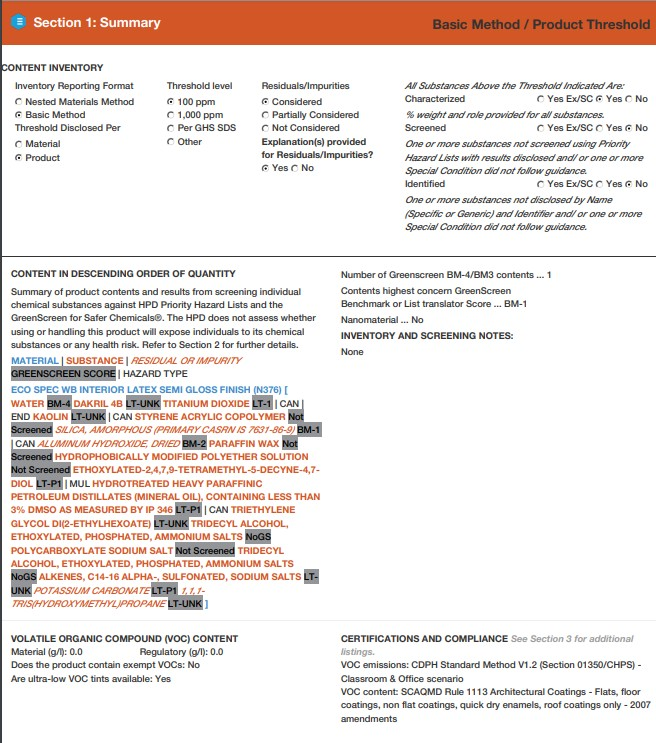 Section 1: Summary
Basic Method / Product Threshold
CONTENT INVENTORY
Inventory Reporting Format
Nested Materials Method
Basic Method
Threshold Disclosed Per
Material
Product
Threshold level
100 ppm
1,000 ppm
Per GHS SDS
Other
Residuals/Impurities
Considered
Partially Considered
Not Considered
Explanation(s) provided
for Residuals/Impurities?
Yes No
All Substances Above the Threshold Indicated Are:
Characterized Yes Ex/SC Yes No
% weight and role provided for all substances.
Screened Yes Ex/SC Yes No
One or more substances not screened using Priority
Hazard Lists with results disclosed and/ or one or more
Special Condition did not follow guidance.
Identified Yes Ex/SC Yes No
One or more substances not disclosed by Name
(Specific or Generic) and Identifier and/ or one or more
Special Condition did not follow guidance.
CONTENT IN DESCENDING ORDER OF QUANTITY
Summary of product contents and results from screening individual
chemical substances against HPD Priority Hazard Lists and the
GreenScreen for Safer Chemicals®. The HPD does not assess whether
using or handling this product will expose individuals to its chemical
substances or any health risk. Refer to Section 2 for further details.
MATERIAL | SUBSTANCE | RESIDUAL OR IMPURITY
GREENSCREEN SCORE | HAZARD TYPE
ECO SPEC WB INTERIOR LATEX SEMI GLOSS FINISH (N376) [
WATER BM-4 DAKRIL 4B LT-UNK TITANIUM DIOXIDE LT-1 | CAN |
END KAOLIN LT-UNK | CAN STYRENE ACRYLIC COPOLYMER Not
Screened SILICA, AMORPHOUS (PRIMARY CASRN IS 7631-86-9) BM-1
| CAN ALUMINUM HYDROXIDE, DRIED BM-2 PARAFFIN WAX Not
Screened HYDROPHOBICALLY MODIFIED POLYETHER SOLUTION
Not Screened ETHOXYLATED-2,4,7,9-TETRAMETHYL-5-DECYNE-4,7-
DIOL LT-P1 | MUL HYDROTREATED HEAVY PARAFFINIC
PETROLEUM DISTILLATES (MINERAL OIL), CONTAINING LESS THAN
3% DMSO AS MEASURED BY IP 346 LT-P1 | CAN TRIETHYLENE
GLYCOL DI(2-ETHYLHEXOATE) LT-UNK TRIDECYL ALCOHOL,
ETHOXYLATED, PHOSPHATED, AMMONIUM SALTS NoGS
POLYCARBOXYLATE SODIUM SALT Not Screened TRIDECYL
ALCOHOL, ETHOXYLATED, PHOSPHATED, AMMONIUM SALTS
NoGS ALKENES, C14-16 ALPHA-, SULFONATED, SODIUM SALTS LT-
UNK POTASSIUM CARBONATE LT-P1 1,1,1-
TRIS(HYDROXYMETHYL)PROPANE LT-UNK ]
Number of Greenscreen BM-4/BM3 contents ... 1
Contents highest concern GreenScreen
Benchmark or List translator Score ... BM-1
Nanomaterial ... No
INVENTORY AND SCREENING NOTES:
None
VOLATILE ORGANIC COMPOUND (VOC) CONTENT
Material (g/l): 0.0 Regulatory (g/l): 0.0
Does the product contain exempt VOCs: No
Are ultra-low VOC tints available: Yes
CERTIFICATIONS AND COMPLIANCE See Section 3 for additional
listings.
VOC emissions: CDPH Standard Method V1.2 (Section 01350/CHPS) -
Classroom & Office scenario
VOC content: SCAQMD Rule 1113 Architectural Coatings - Flats, floor
coatings, non flat coatings, quick dry enamels, roof coatings only - 2007
amendments